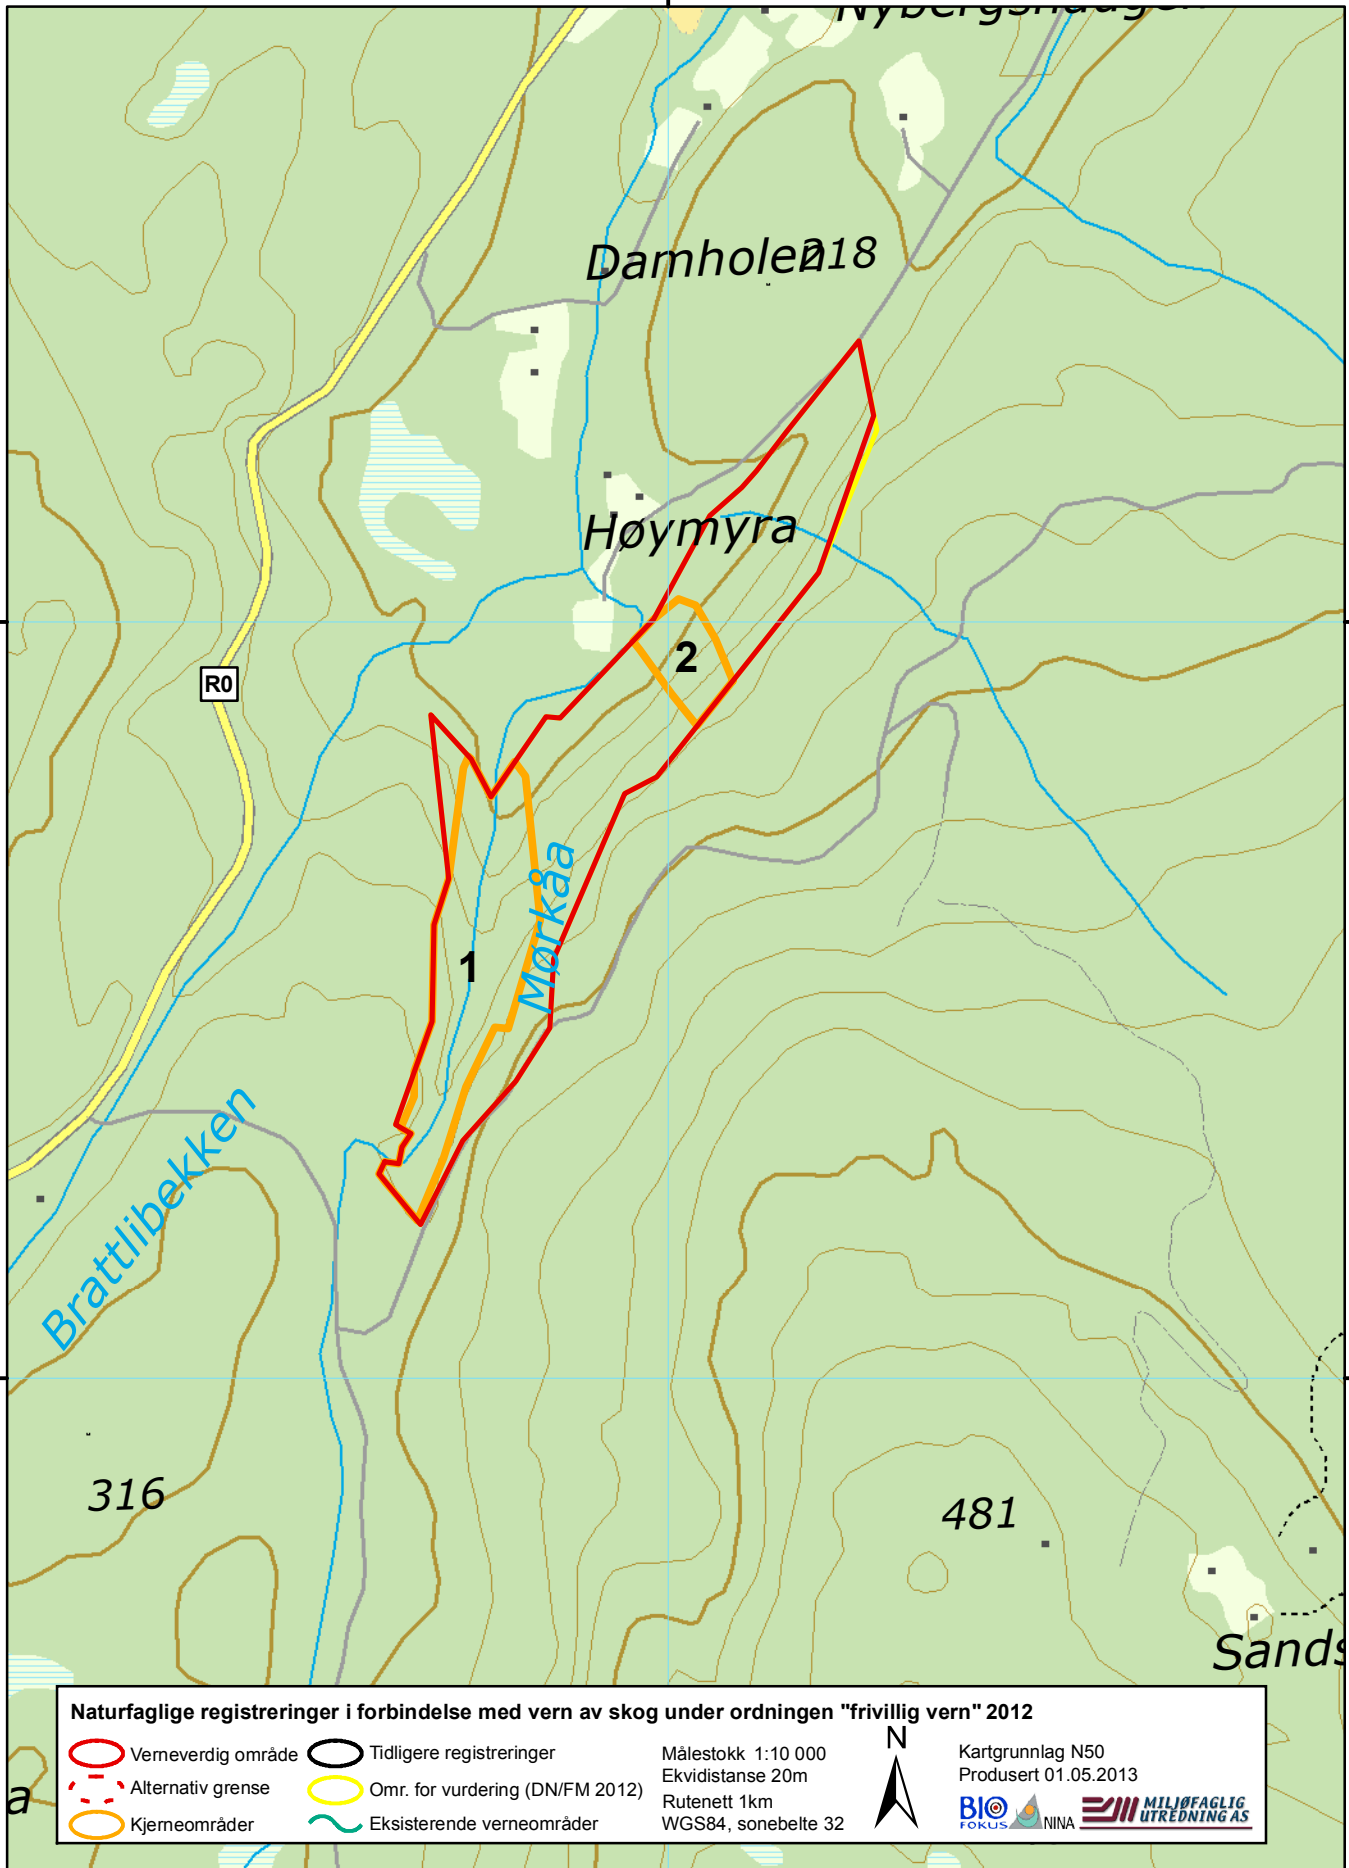 Nybergshaugen
Damholen
218
Høymyra
2
R0
Mørkåa
1
Brattlibekken
316
481
Sands
a
Naturfaglige registreringer i forbindelse med vern av skog under ordningen "frivillig vern" 2012
Verneverdig område
Alternativ grense
Kjerneområder
Tidligere registreringer
Omr. for vurdering (DN/FM 2012)
Eksisterende verneområder
Målestokk 1:10 000
Ekvidistanse 20m
Rutenett 1km
WGS84, sonebelte 32
N
Kartgrunnlag N50
Produsert 01.05.2013
BIO
FOKUS
NINA
MILJØFAGLIG
UTREDNING AS